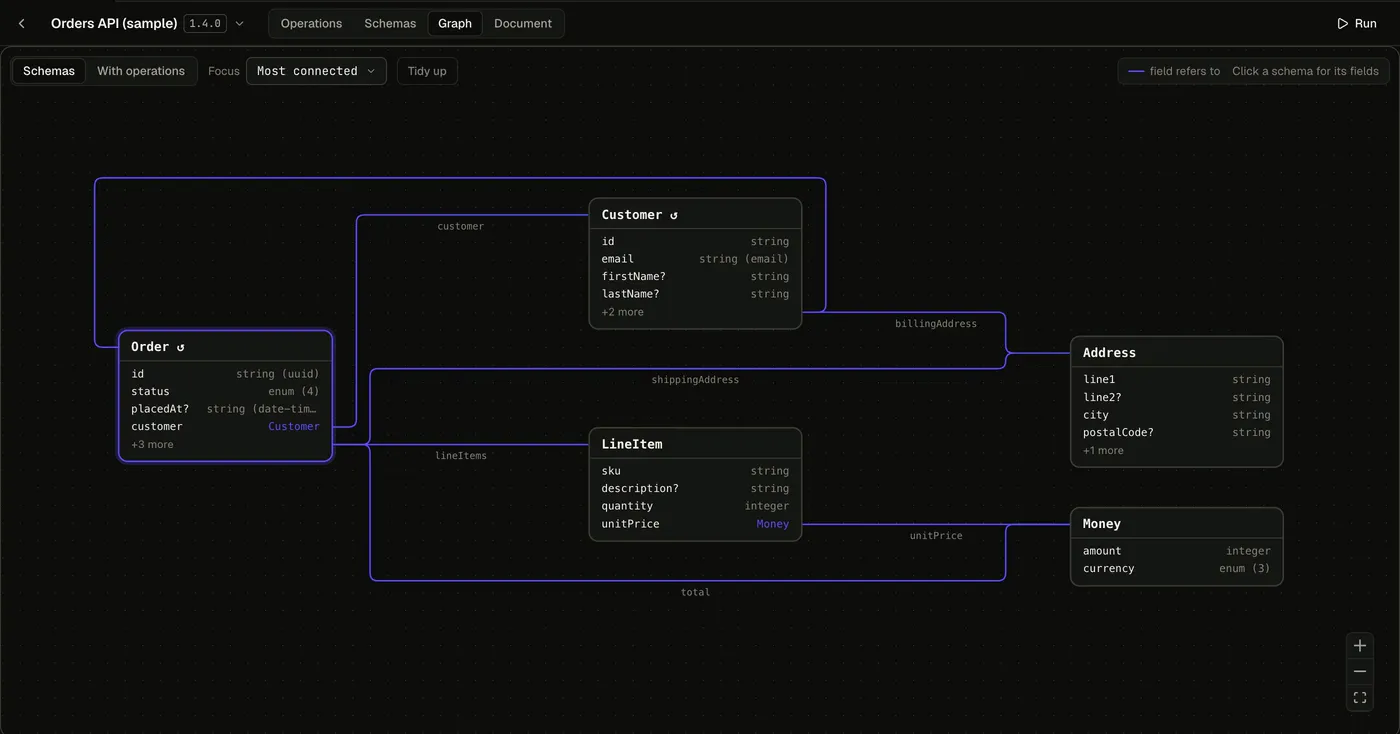 Orders API (sample) 1.4.0 Operations Schemas Graph Document Run
Schemas With operations Focus Most connected Tidy up field refers to Click a schema for its fields
Customer ↺
id string
email string (email)
firstName? string
lastName? string
+2 more
customer
billingAddress
Order ↺
id string (uuid)
status enum (4)
placedAt? string (date-tim…
customer Customer
+3 more
shippingAddress
Address
line1 string
line2? string
city string
postalCode? string
+1 more
lineItems
LineItem
sku string
description? string
quantity integer
unitPrice Money
unitPrice
Money
amount integer
currency enum (3)
total